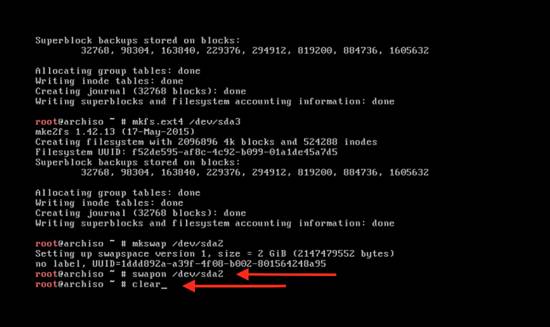 Superblock backups stored on blocks:
32768, 98304, 163840, 229376, 294912, 819200, 884736, 1605632
Allocating group tables: done
Writing inode tables: done
Creating journal (32768 blocks): done
Writing superblocks and filesystem accounting information: done
root@archiso ~ # mkfs.ext4 /dev/sda3
mke2fs 1.42.13 (17-May-2015)
Creating filesystem with 2096896 4k blocks and 524288 inodes
Filesystem UUID: f52de595-af8c-4c92-b099-01a1de45a7d5
Superblock backups stored on blocks:
32768, 98304, 163840, 229376, 294912, 819200, 884736, 1605632
Allocating group tables: done
Writing inode tables: done
Creating journal (32768 blocks): done
Writing superblocks and filesystem accounting information: done
root@archiso ~ # mkswap /dev/sda2
Setting up swapspace version 1, size = 2 GiB (2147479552 bytes)
no label, UUID=1ddd892a-a39f-4f08-b002-801564248a95
root@archiso ~ # swapon /dev/sda2
root@archiso ~ # clear_